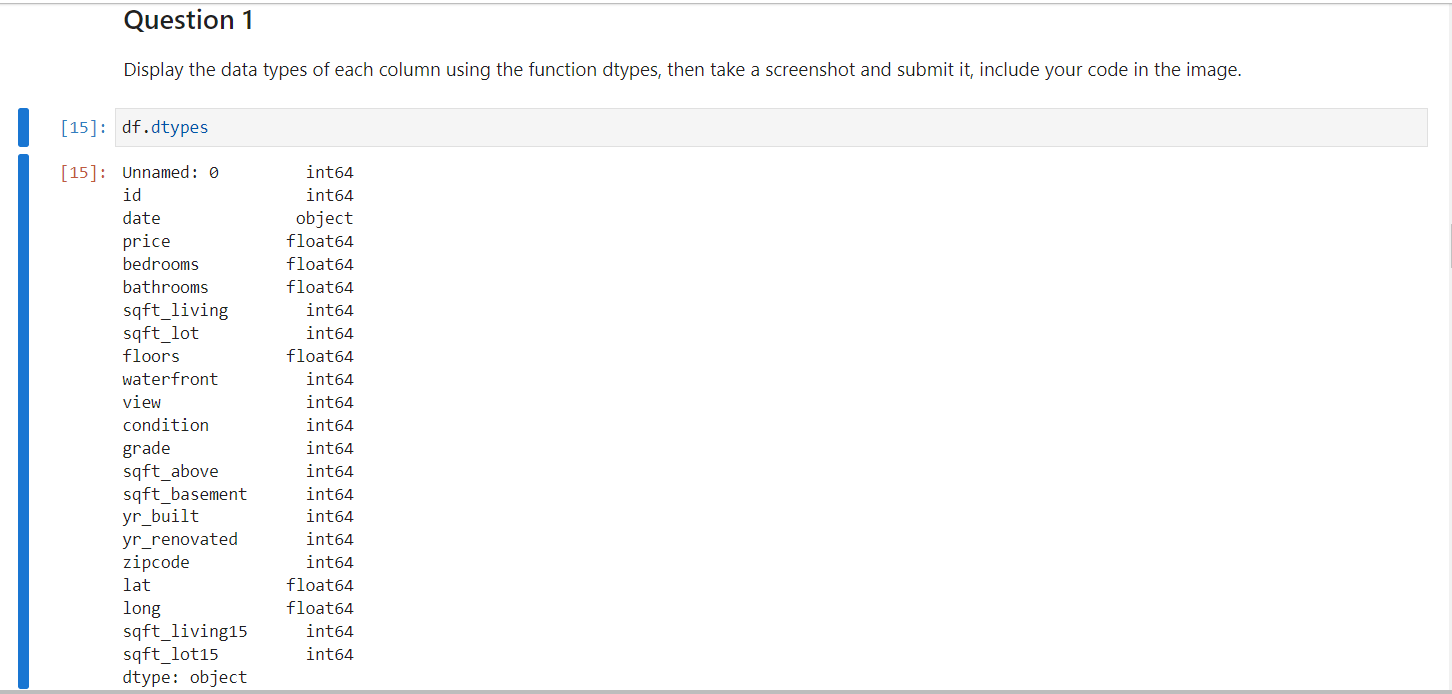 Question 1
Display the data types of each column using the function dtypes, then take a screenshot and submit it, include your code in the image.
[15]: df.dtypes
[15]: Unnamed: 0 int64
id int64
date object
price float64
bedrooms float64
bathrooms float64
sqft_living int64
sqft_lot int64
floors float64
waterfront int64
view int64
condition int64
grade int64
sqft_above int64
sqft_basement int64
yr_built int64
yr_renovated int64
zipcode int64
lat float64
long float64
sqft_living15 int64
sqft_lot15 int64
dtype: object